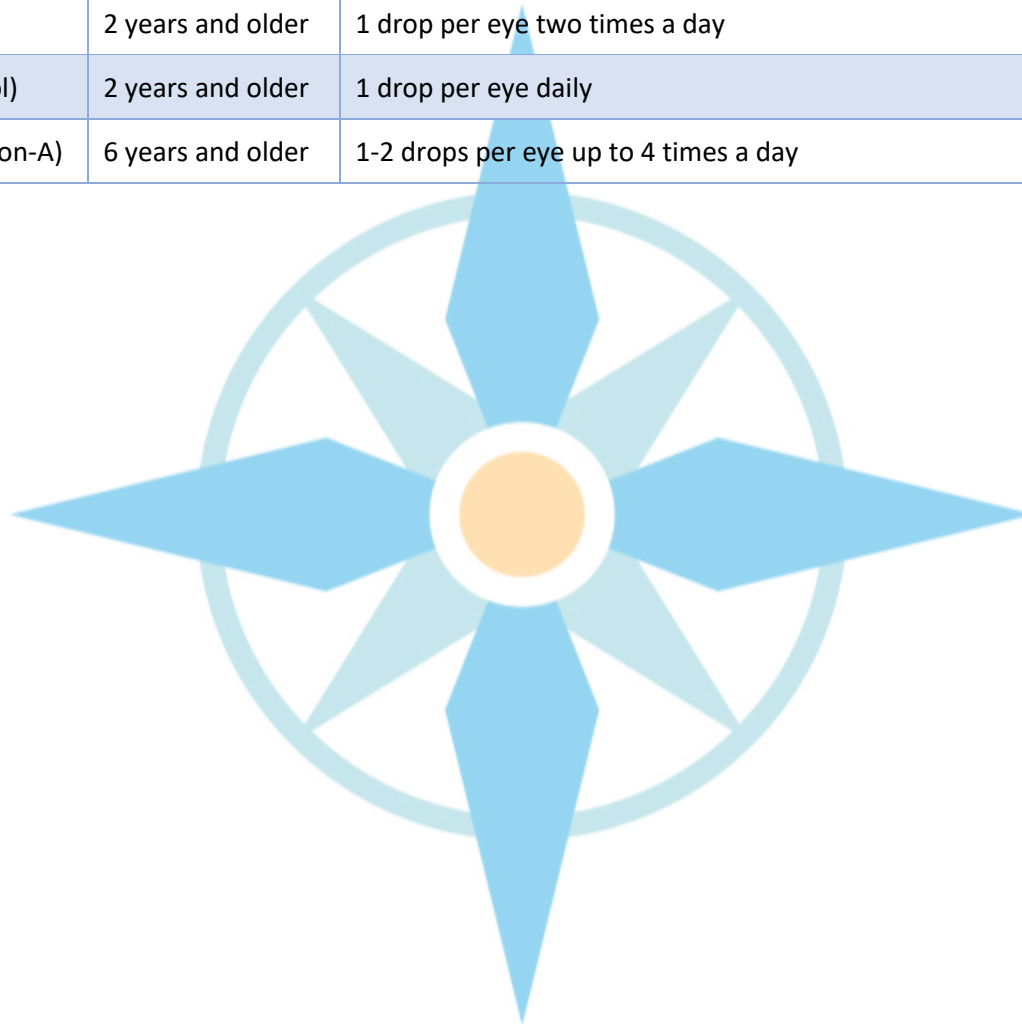 2 years and older 1 drop per eye two times a day
l) 2 years and older 1 drop per eye daily
on-A) 6 years and older 1-2 drops per eye up to 4 times a day